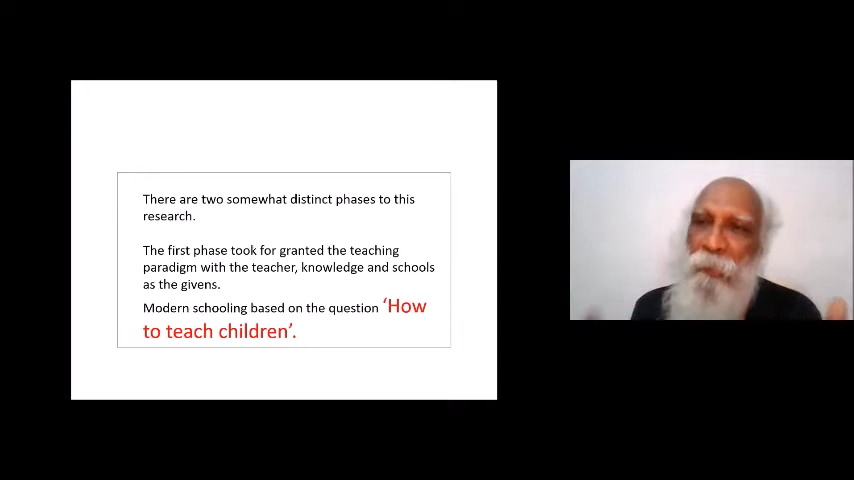 There are two somewhat distinct phases to this
research.
The first phase took for granted the teaching
paradigm with the teacher, knowledge and schools
as the givens.
Modern schooling based on the question ‘How
to teach children’.